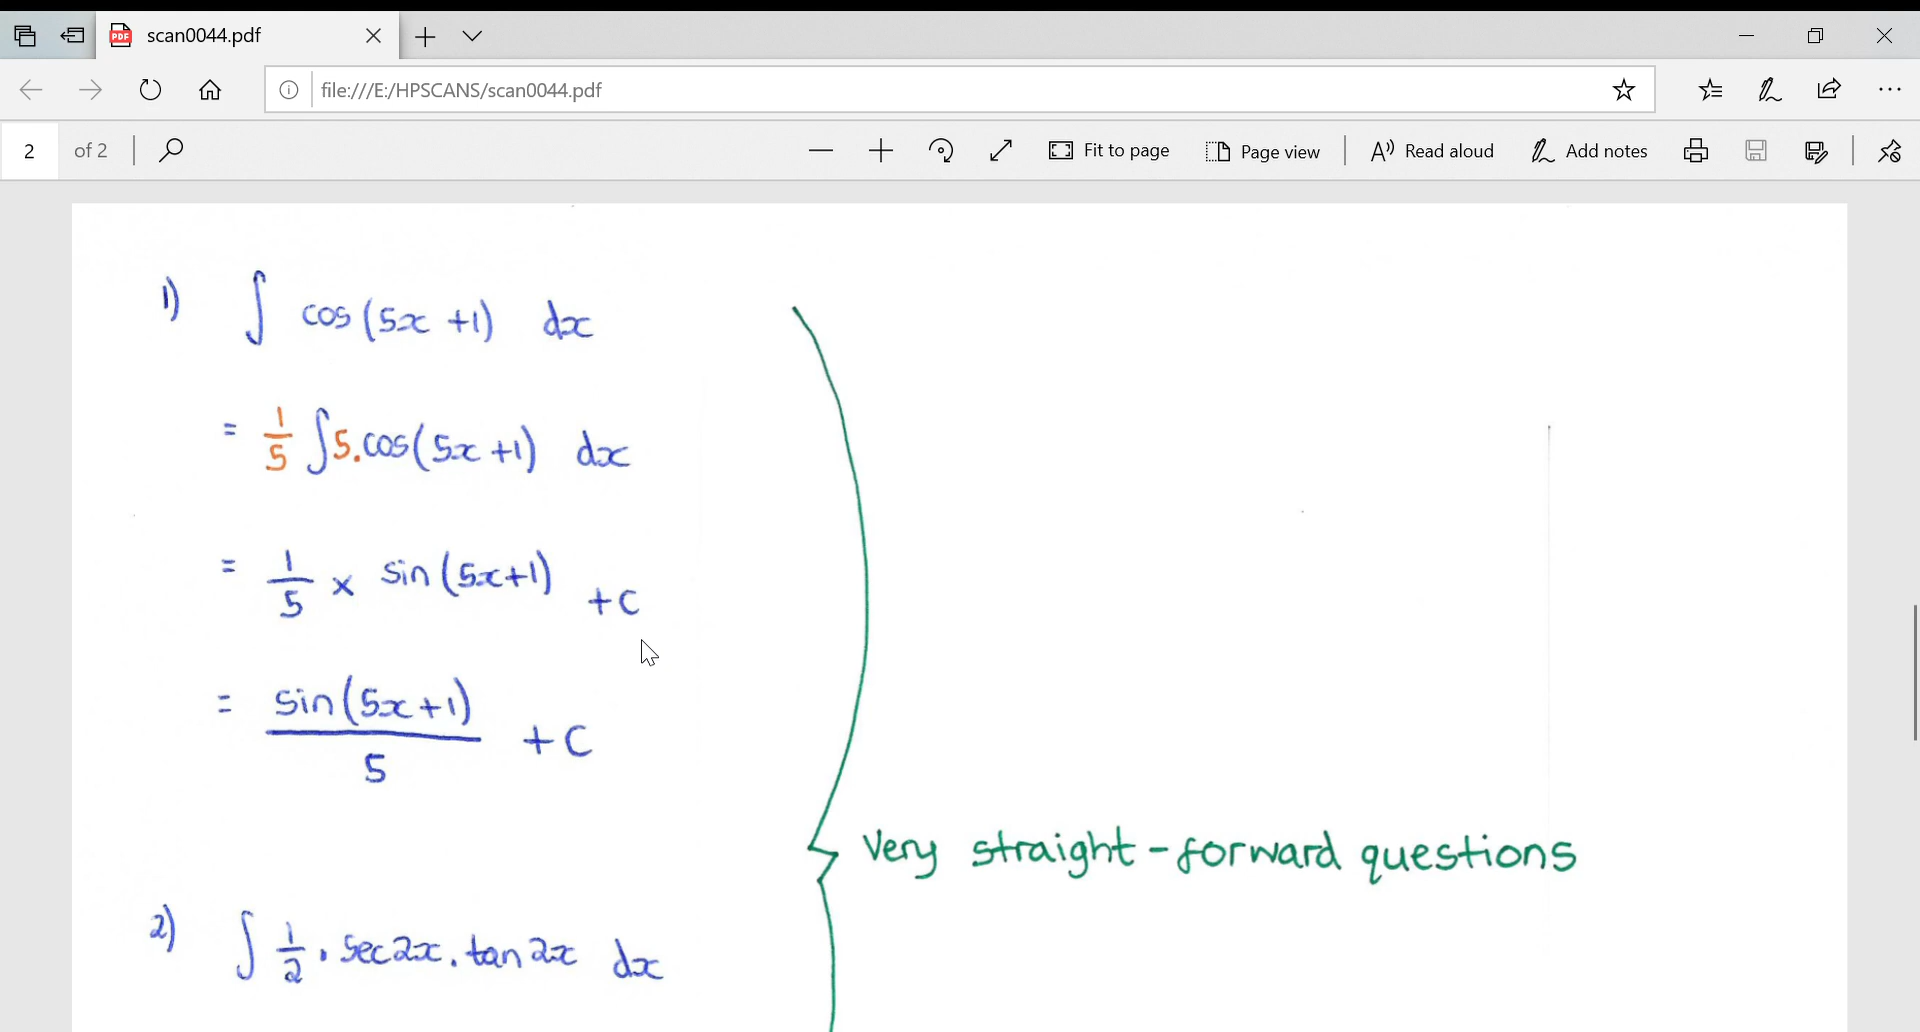 scan0044.pdf
file:///E:/HPSCANS/scan0044.pdf
2 of 2 Fit to page Page view Read aloud Add notes
1) ∫ cos(5x +1) dx
= 1/5 ∫5.cos(5x +1) dx
= 1/5 × sin(5x+1) +C
= sin(5x+1)/5 +C
Very straight-forward questions
2) ∫ 1/2 . sec2x . tan2x dx